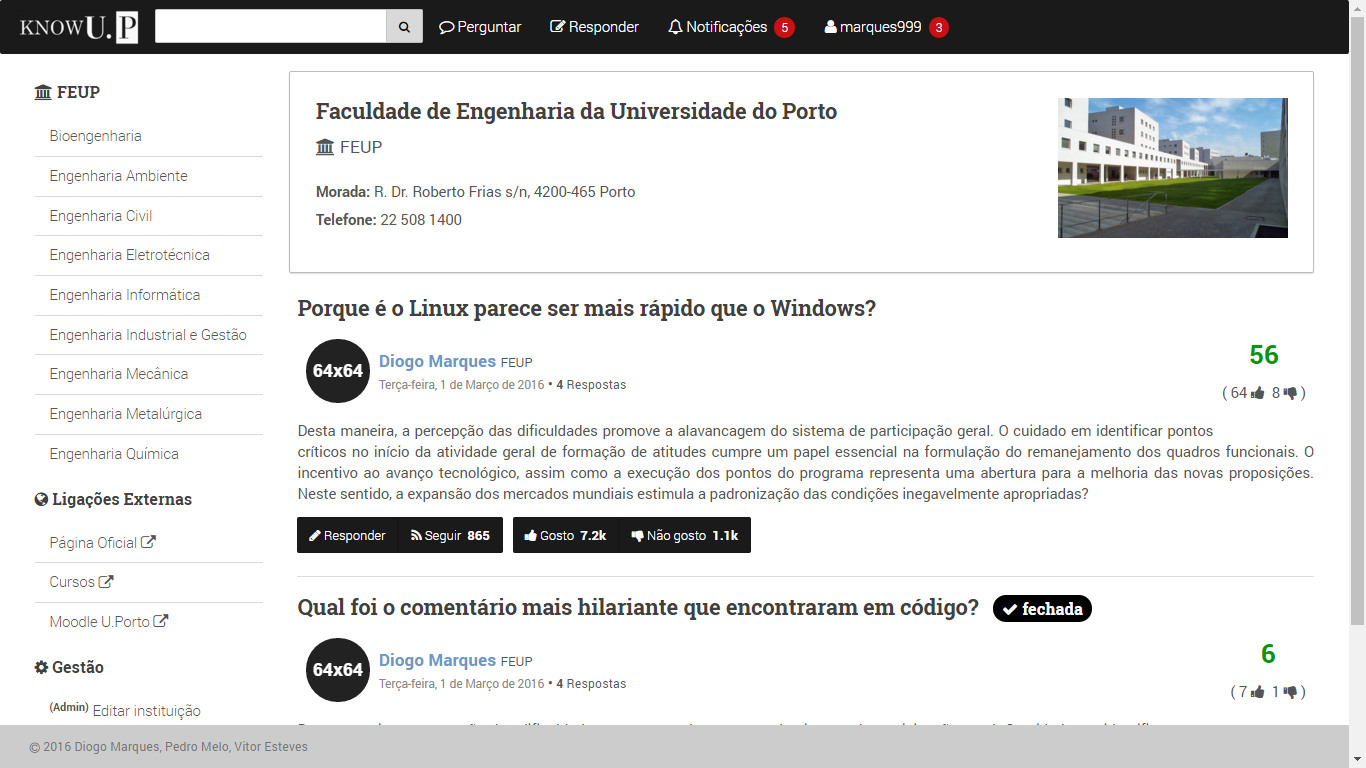 KNOWU.P
Perguntar
Responder
Notificações 5
marques999 3
FEUP
Bioengenharia
Engenharia Ambiente
Engenharia Civil
Engenharia Eletrotécnica
Engenharia Informática
Engenharia Industrial e Gestão
Engenharia Mecânica
Engenharia Metalúrgica
Engenharia Química
Ligações Externas
Página Oficial
Cursos
Moodle U.Porto
Gestão
(Admin) Editar instituição
Faculdade de Engenharia da Universidade do Porto
FEUP
Morada: R. Dr. Roberto Frias s/n, 4200-465 Porto
Telefone: 22 508 1400
Porque é o Linux parece ser mais rápido que o Windows?
64x64
Diogo Marques FEUP
Terça-feira, 1 de Março de 2016 • 4 Respostas
56
( 64 8 )
Desta maneira, a percepção das dificuldades promove a alavancagem do sistema de participação geral. O cuidado em identificar pontos
críticos no início da atividade geral de formação de atitudes cumpre um papel essencial na formulação do remanejamento dos quadros funcionais. O
incentivo ao avanço tecnológico, assim como a execução dos pontos do programa representa uma abertura para a melhoria das novas proposições.
Neste sentido, a expansão dos mercados mundiais estimula a padronização das condições inegavelmente apropriadas?
Responder Seguir 865 Gosto 7.2k Não gosto 1.1k
Qual foi o comentário mais hilariante que encontraram em código? fechada
64x64
Diogo Marques FEUP
Terça-feira, 1 de Março de 2016 • 4 Respostas
6
( 7 1 )
© 2016 Diogo Marques, Pedro Melo, Vitor Esteves